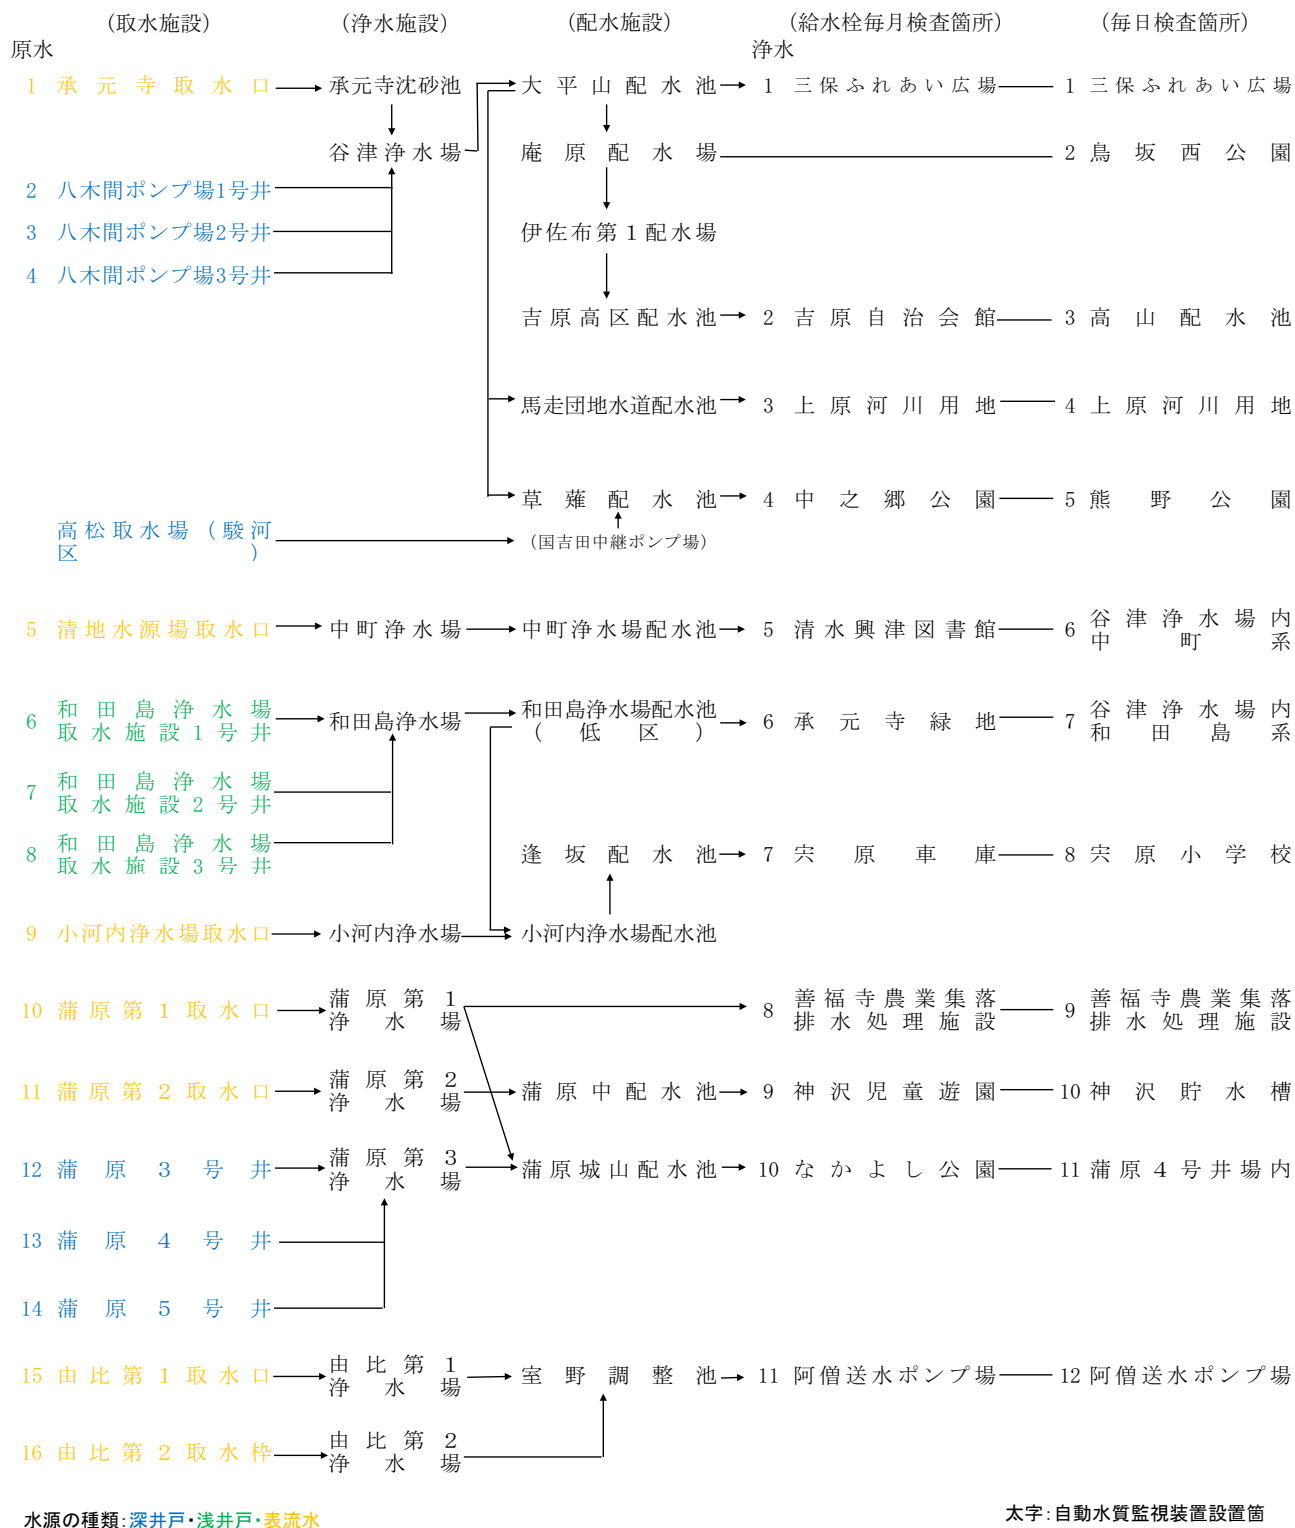 （取水施設） （浄水施設） （配水施設） （給水栓毎月検査箇所） （毎日検査箇所）
原水 浄水
1 承元寺取水口 承元寺沈砂池 大平山配水池 1 三保ふれあい広場 1 三保ふれあい広場
谷津浄水場 庵原配水場 2 鳥坂西公園
2 八木間ポンプ場1号井
3 八木間ポンプ場2号井 伊佐布第１配水場
4 八木間ポンプ場3号井
吉原高区配水池 2 吉原自治会館 3 高山配水池
馬走団地水道配水池 3 上原河川用地 4 上原河川用地
草薙配水池 4 中之郷公園 5 熊野公園
高松取水場（駿河
区）
（国吉田中継ポンプ場）
5 清地水源場取水口 中町浄水場 中町浄水場配水池 5 清水興津図書館 6 谷津浄水場内
中町系
6 和田島浄水場
取水施設1号井
和田島浄水場 和田島浄水場配水池
（低区）
6 承元寺緑地 7 谷津浄水場内
和田島系
7 和田島浄水場
取水施設2号井
8 和田島浄水場
取水施設3号井
逢坂配水池 7 宍原車庫 8 宍原小学校
9 小河内浄水場取水口 小河内浄水場 小河内浄水場配水池
10 蒲原第１取水口 蒲原第１
浄水場
8 善福寺農業集落
排水処理施設
9 善福寺農業集落
排水処理施設
11 蒲原第２取水口 蒲原第２
浄水場
蒲原中配水池 9 神沢児童遊園 10 神沢貯水槽
12 蒲原３号井 蒲原第３
浄水場
蒲原城山配水池 10 なかよし公園 11 蒲原４号井場内
13 蒲原４号井
14 蒲原５号井
15 由比第１取水口 由比第１
浄水場
室野調整池 11 阿僧送水ポンプ場 12 阿僧送水ポンプ場
16 由比第２取水枠 由比第２
浄水場
水源の種類：深井戸・浅井戸・表流水 太字：自動水質監視装置設置箇